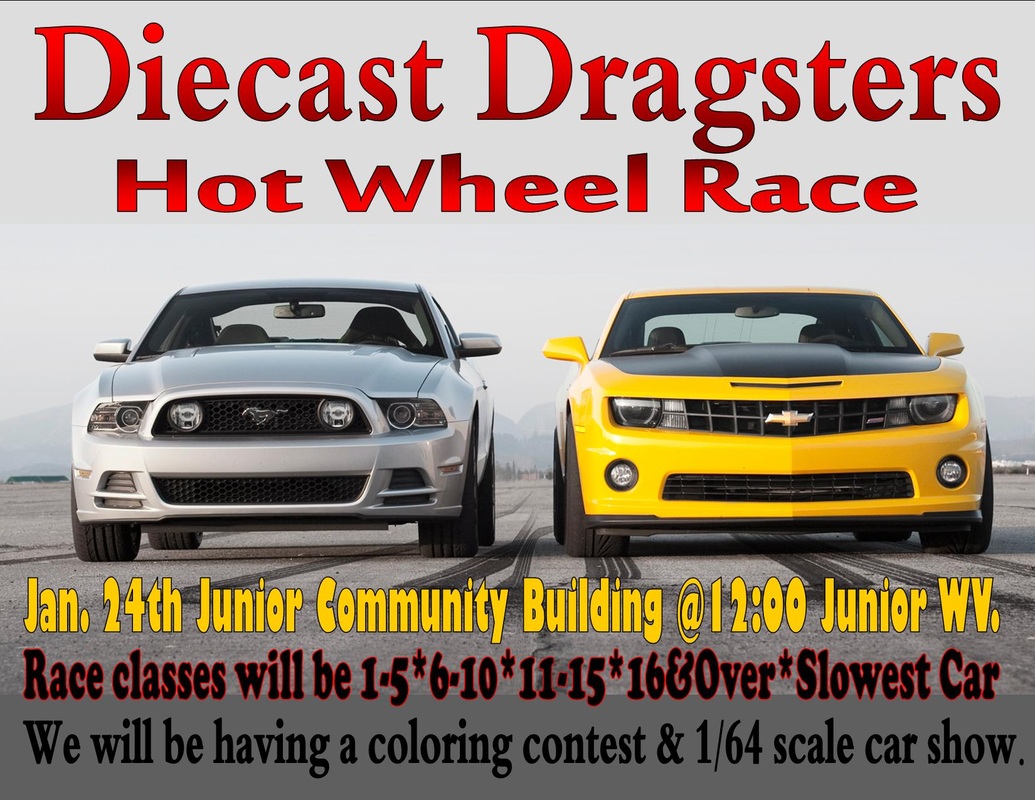 Diecast Dragsters
Hot Wheel Race
Jan. 24th Junior Community Building @12:00 Junior WV.
Race classes will be 1-5*6-10*11-15*16&Over*Slowest Car
We will be having a coloring contest & 1/64 scale car show.